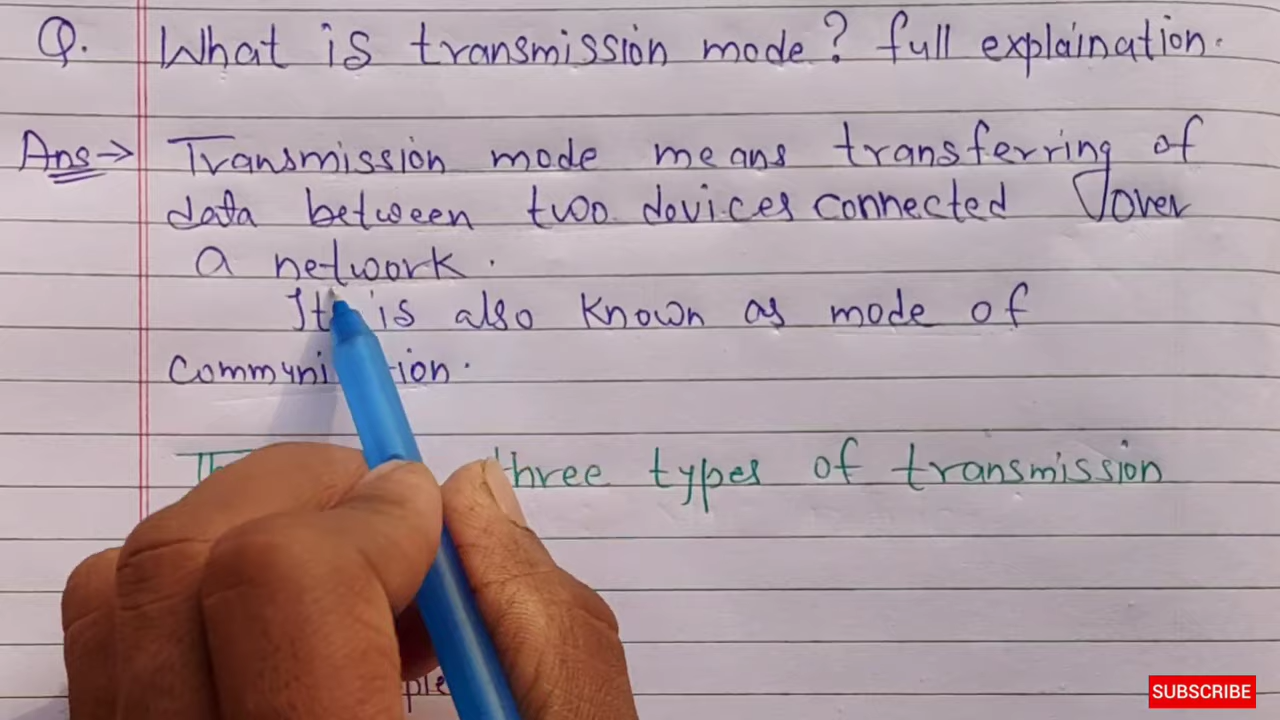 Q. What is transmission mode? full explaination.
Ans→ Transmission mode means transferring of
data between two devices connected over
a network.
It is also known as mode of
three types of transmission
SUBSCRIBE